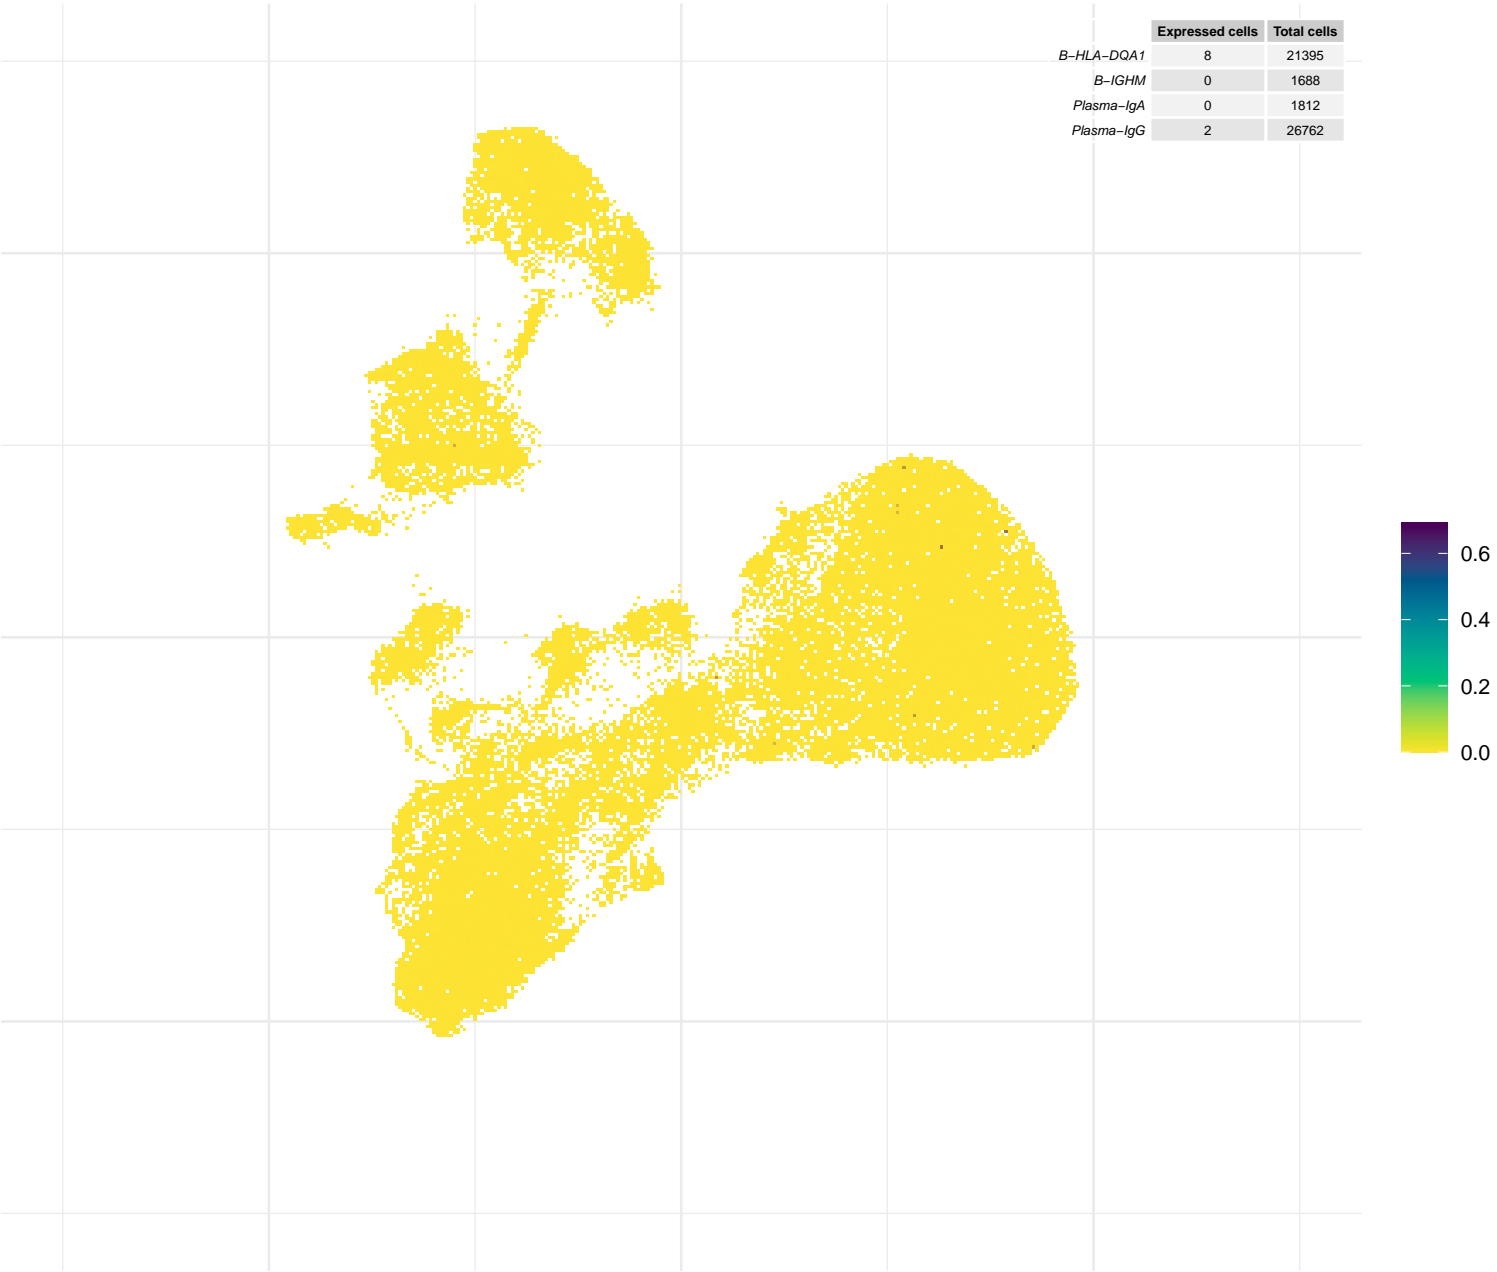 Expressed cells Total cells
B−HLA−DQA1 8 21395
B−IGHM 0 1688
Plasma−IgA 0 1812
Plasma−IgG 2 26762
0.6
0.4
0.2
0.0